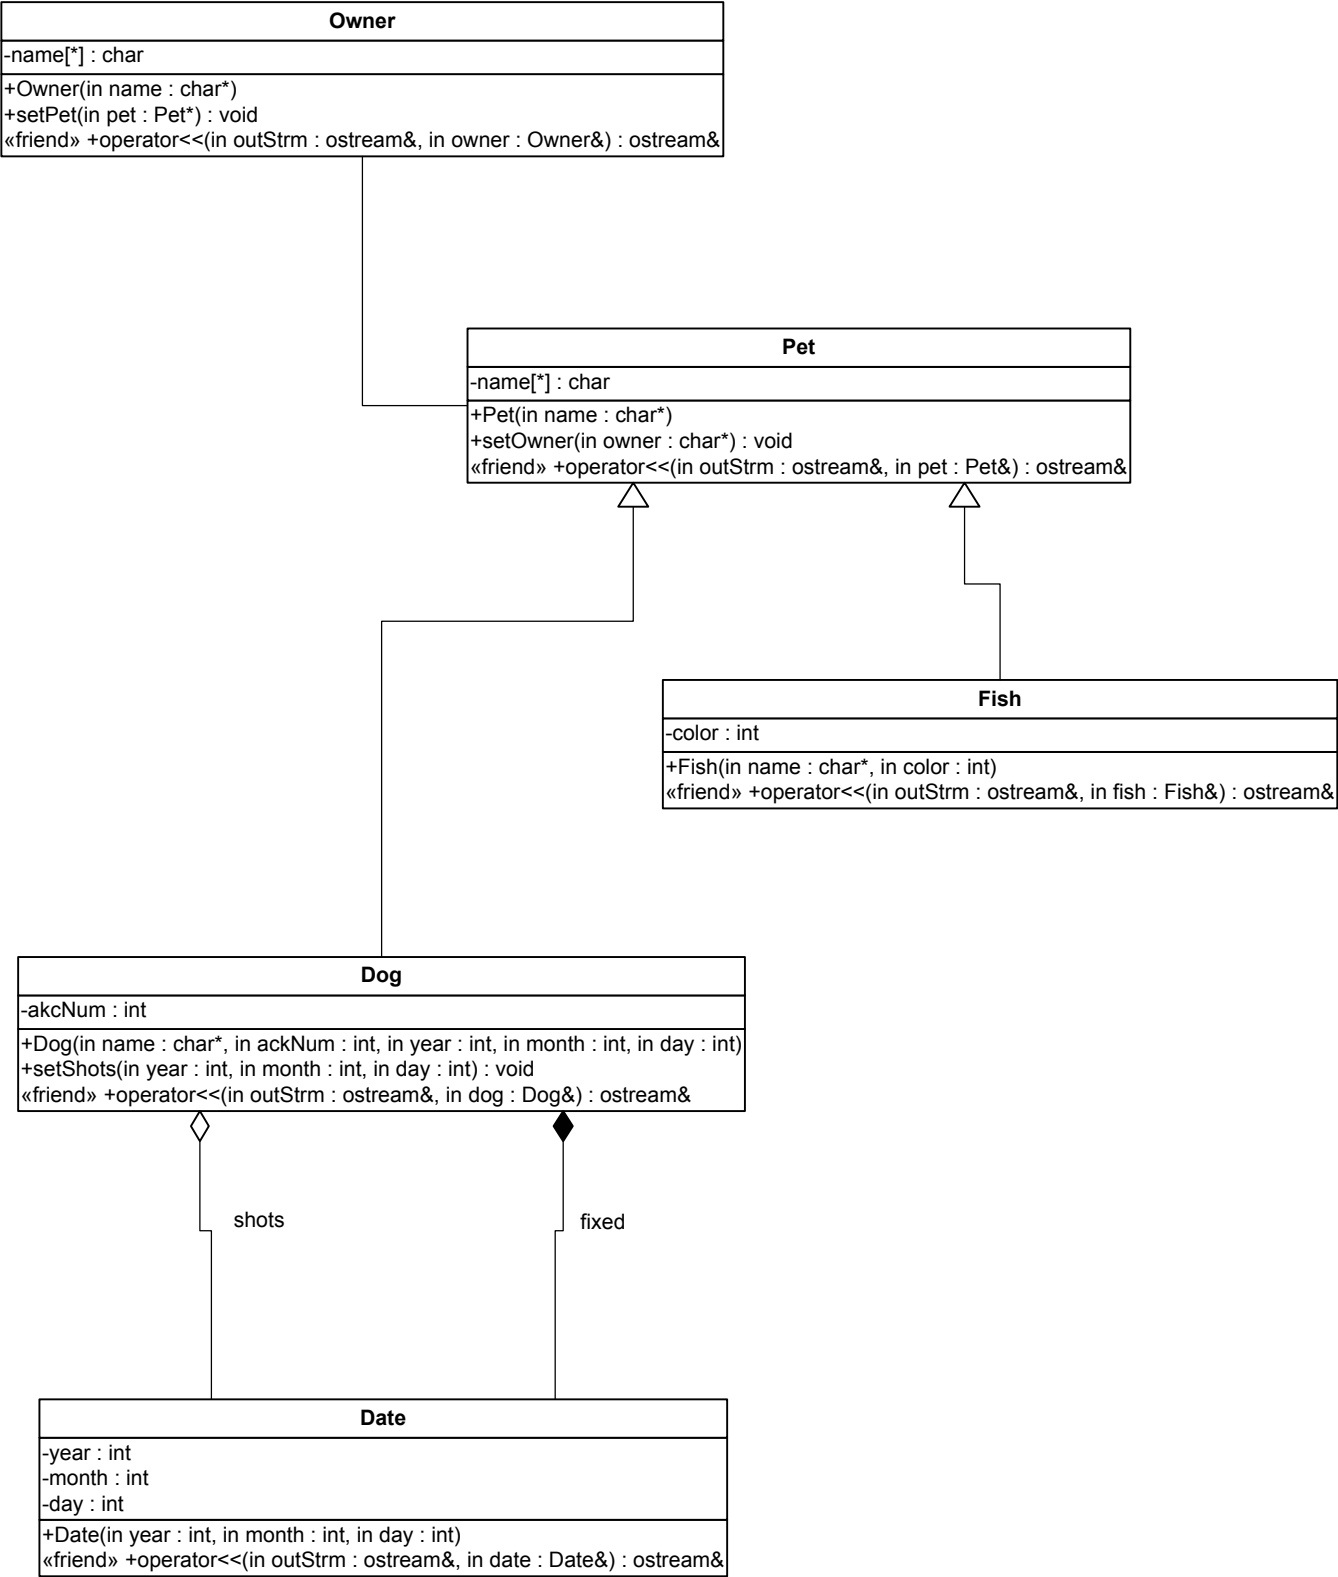 Owner
-name[*] : char
+Owner(in name : char*)
+setPet(in pet : Pet*) : void
«friend» +operator<<(in outStrm : ostream&, in owner : Owner&) : ostream&
Pet
-name[*] : char
+Pet(in name : char*)
+setOwner(in owner : char*) : void
«friend» +operator<<(in outStrm : ostream&, in pet : Pet&) : ostream&
Fish
-color : int
+Fish(in name : char*, in color : int)
«friend» +operator<<(in outStrm : ostream&, in fish : Fish&) : ostream&
Dog
-akcNum : int
+Dog(in name : char*, in ackNum : int, in year : int, in month : int, in day : int)
+setShots(in year : int, in month : int, in day : int) : void
«friend» +operator<<(in outStrm : ostream&, in dog : Dog&) : ostream&
shots
fixed
Date
-year : int
-month : int
-day : int
+Date(in year : int, in month : int, in day : int)
«friend» +operator<<(in outStrm : ostream&, in date : Date&) : ostream&